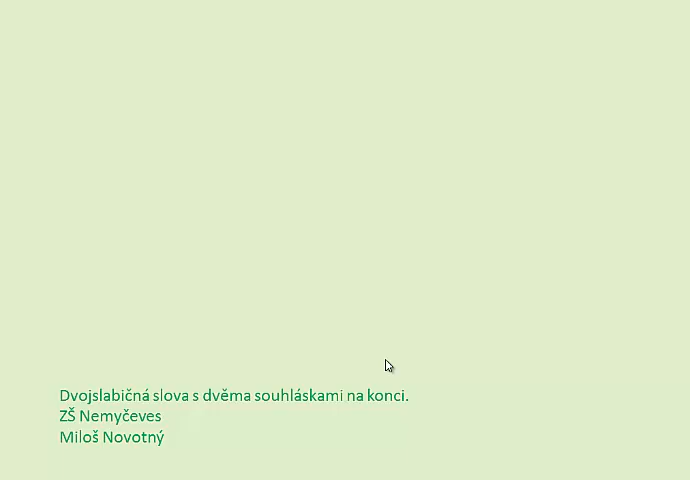 Dvojslabičná slova s dvěma souhláskami na konci.
ZŠ Nemyčeves
Miloš Novotný